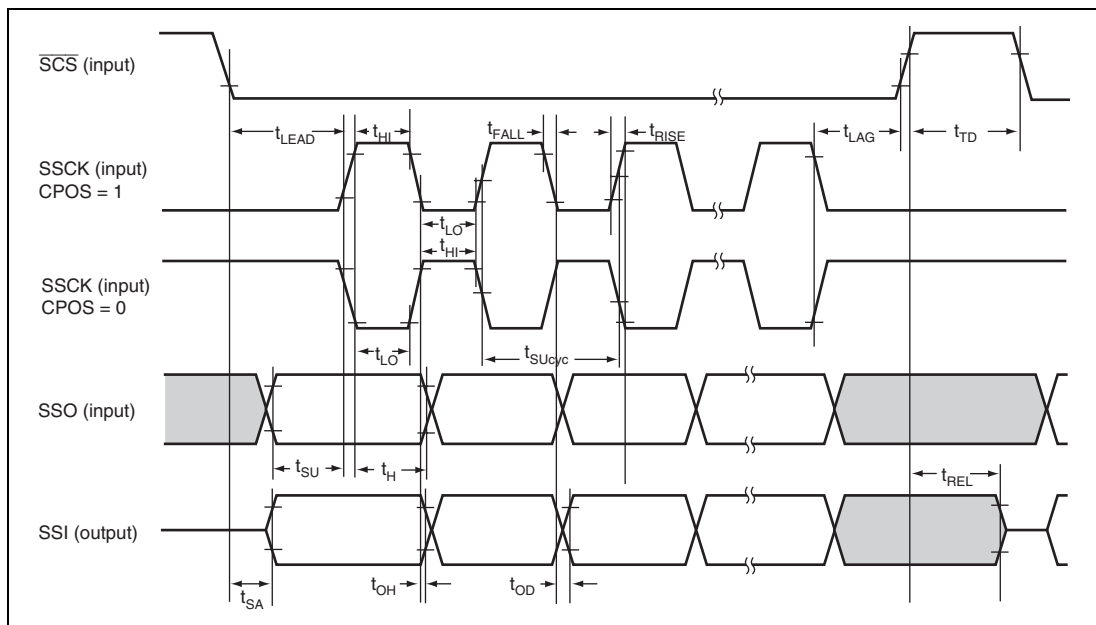 SCS (input)
tLEAD
tHI
tFALL
tRISE
tLAG
tTD
SSCK (input)
CPOS = 1
tLO
tHI
SSCK (input)
CPOS = 0
tLO
tSUcyc
SSO (input)
tSU
tH
tREL
SSI (output)
tSA
tOH
tOD